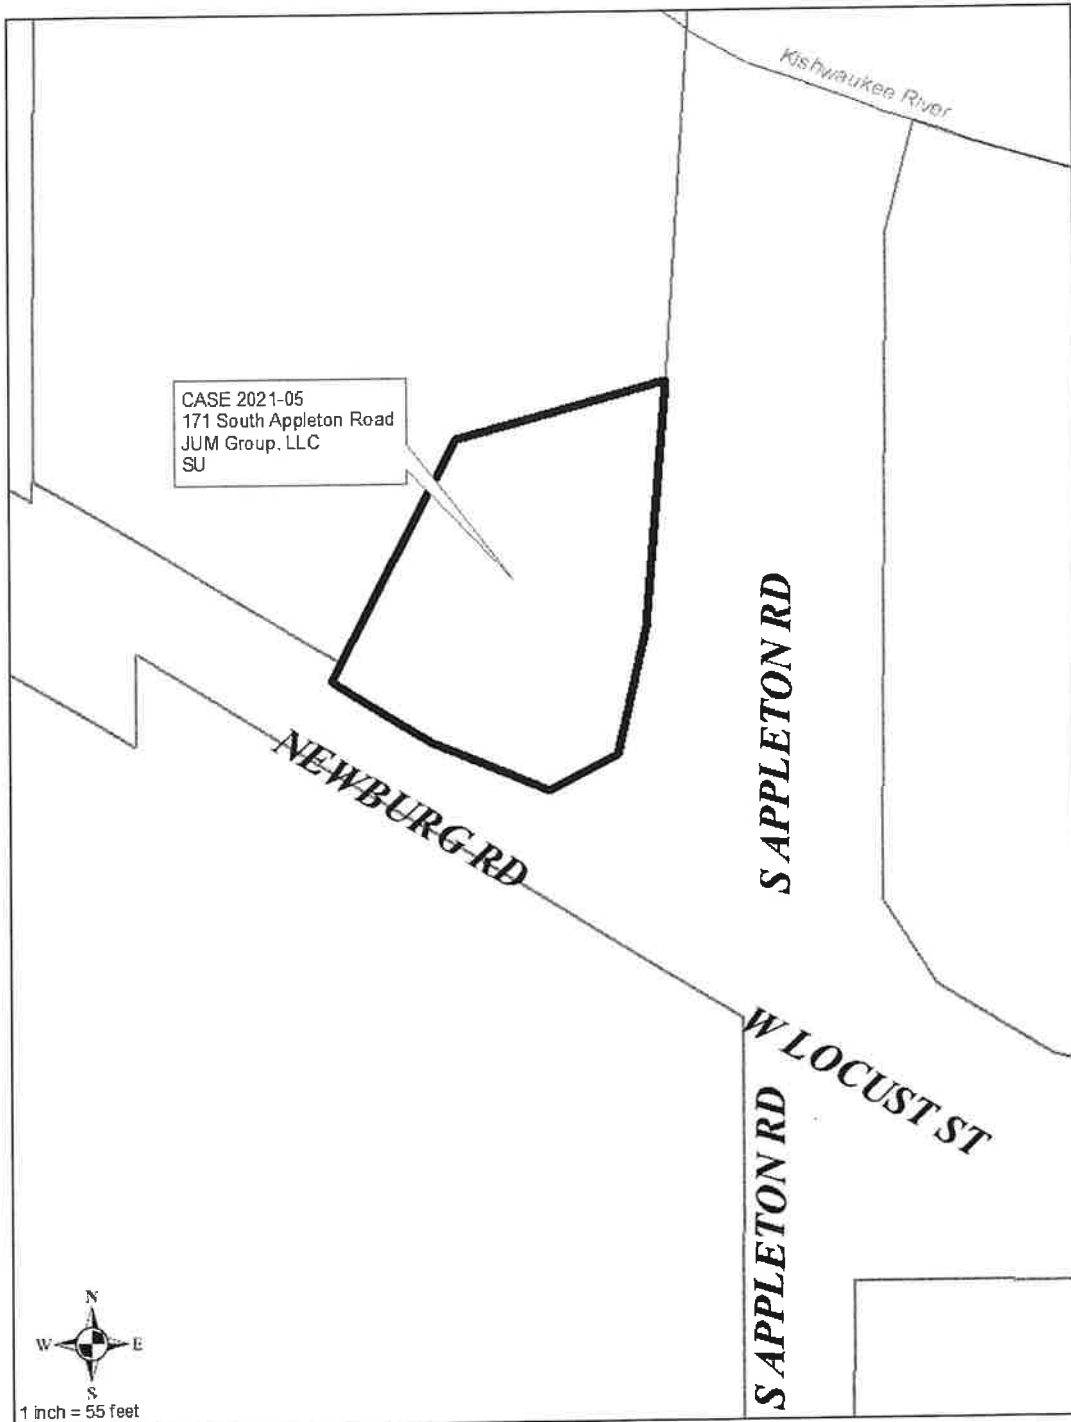 Kishwaukee River
CASE 2021-05
171 South Appleton Road
JUM Group, LLC
SU
S APPLETON RD
NEWBURG RD
W LOCUST ST
S APPLETON RD
N
W E
S
1 inch = 55 feet